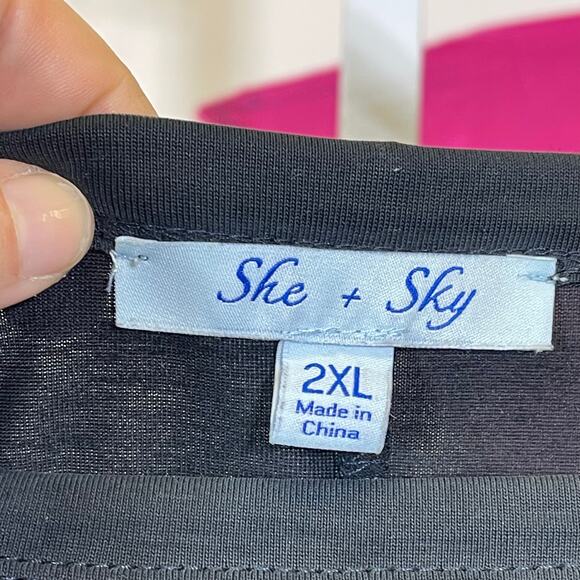 She + Sky
2XL
Made in
China